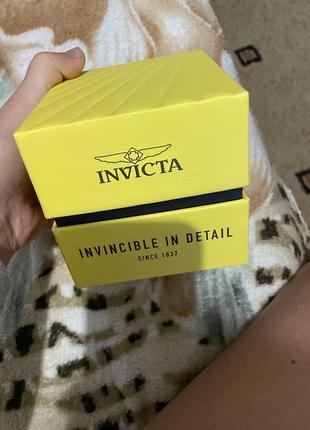 INVICTA
INVINCIBLE IN DETAIL
SINCE 1837